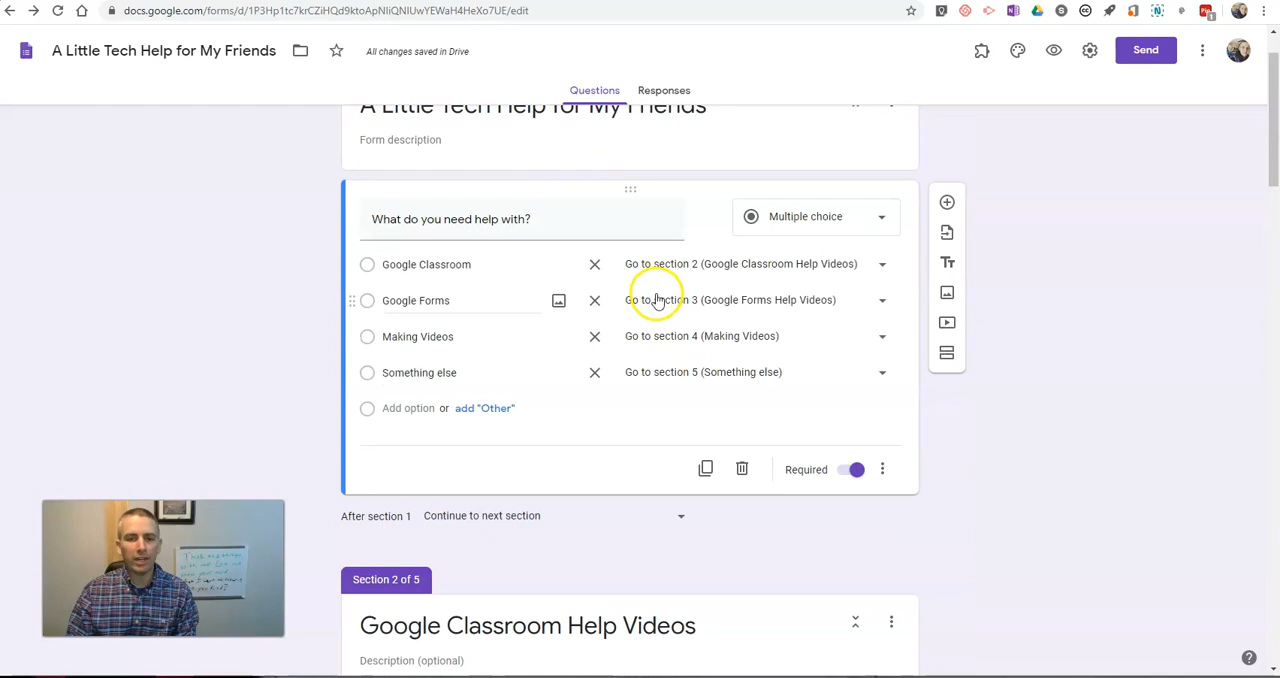 docs.google.com/forms/d/1P3Hp1tc7krCZiHQd9ktoApNliQNIUwYEWaH4HeXo7UE/edit
A Little Tech Help for My Friends
All changes saved in Drive
Send
Questions
Responses
A Little Tech Help for My Friends
Form description
What do you need help with?
Multiple choice
Google Classroom
Go to section 2 (Google Classroom Help Videos)
Google Forms
Go to section 3 (Google Forms Help Videos)
Making Videos
Go to section 4 (Making Videos)
Something else
Go to section 5 (Something else)
Add option or add "Other"
Required
After section 1 Continue to next section
Section 2 of 5
Google Classroom Help Videos
Description (optional)